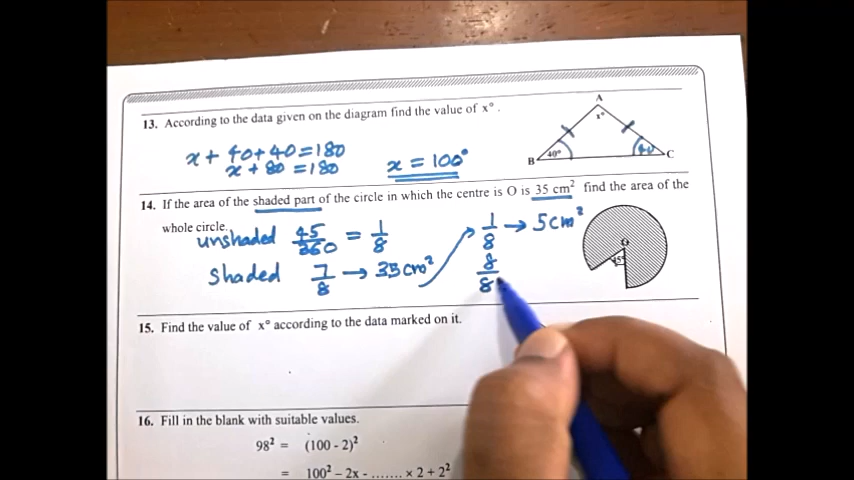 13. According to the data given on the diagram find the value of x°.
x + 40 + 40 = 180
x + 80 = 180
x = 100°
A
x°
B
40°
40
C
14. If the area of the shaded part of the circle in which the centre is O is 35 cm² find the area of the
whole circle.
unshaded 45/360 = 1/8
shaded 7/8 → 35cm²
1/8 → 5cm²
8/8
O
45°
15. Find the value of x° according to the data marked on it.
16. Fill in the blank with suitable values.
98² = (100 - 2)²
= 100² – 2x - ....... × 2 + 2²